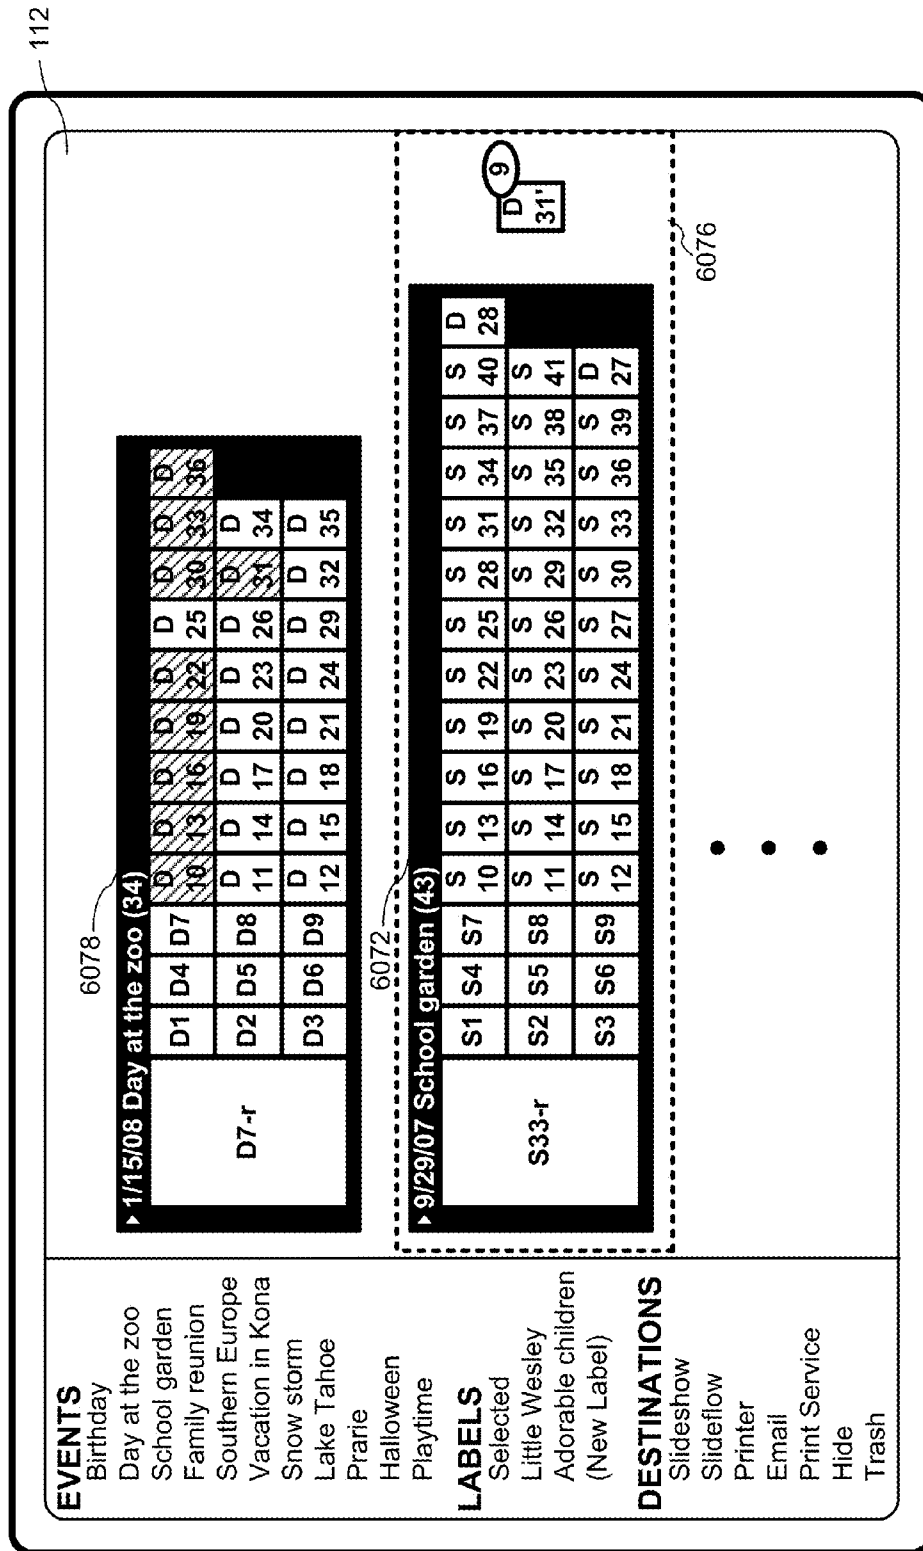 112
EVENTS
Birthday
Day at the zoo
School garden
Family reunion
Southern Europe
Vacation in Kona
Snow storm
Lake Tahoe
Prarie
Halloween
Playtime
LABELS
Selected
Little Wesley
Adorable children
(New Label)
DESTINATIONS
Slideshow
Slideflow
Printer
Email
Print Service
Hide
Trash
6078
1/15/08 Day at the zoo (34)
D7-r
D1 D4 D7 D 10 D 13 D 16 D 19 D 22 D 25 D 30 D 33 D 36
D2 D5 D8 D 11 D 14 D 17 D 20 D 23 D 26 D 31 D 34
D3 D6 D9 D 12 D 15 D 18 D 21 D 24 D 29 D 32 D 35
6072
9/29/07 School garden (43)
S33-r
S1 S4 S7 S 10 S 13 S 16 S 19 S 22 S 25 S 28 S 31 S 34 S 37 S 40 D 28
S2 S5 S8 S 11 S 14 S 17 S 20 S 23 S 26 S 29 S 32 S 35 S 38 S 41
S3 S6 S9 S 12 S 15 S 18 S 21 S 24 S 27 S 30 S 33 S 36 S 39 D 27
D 31' 9
6076